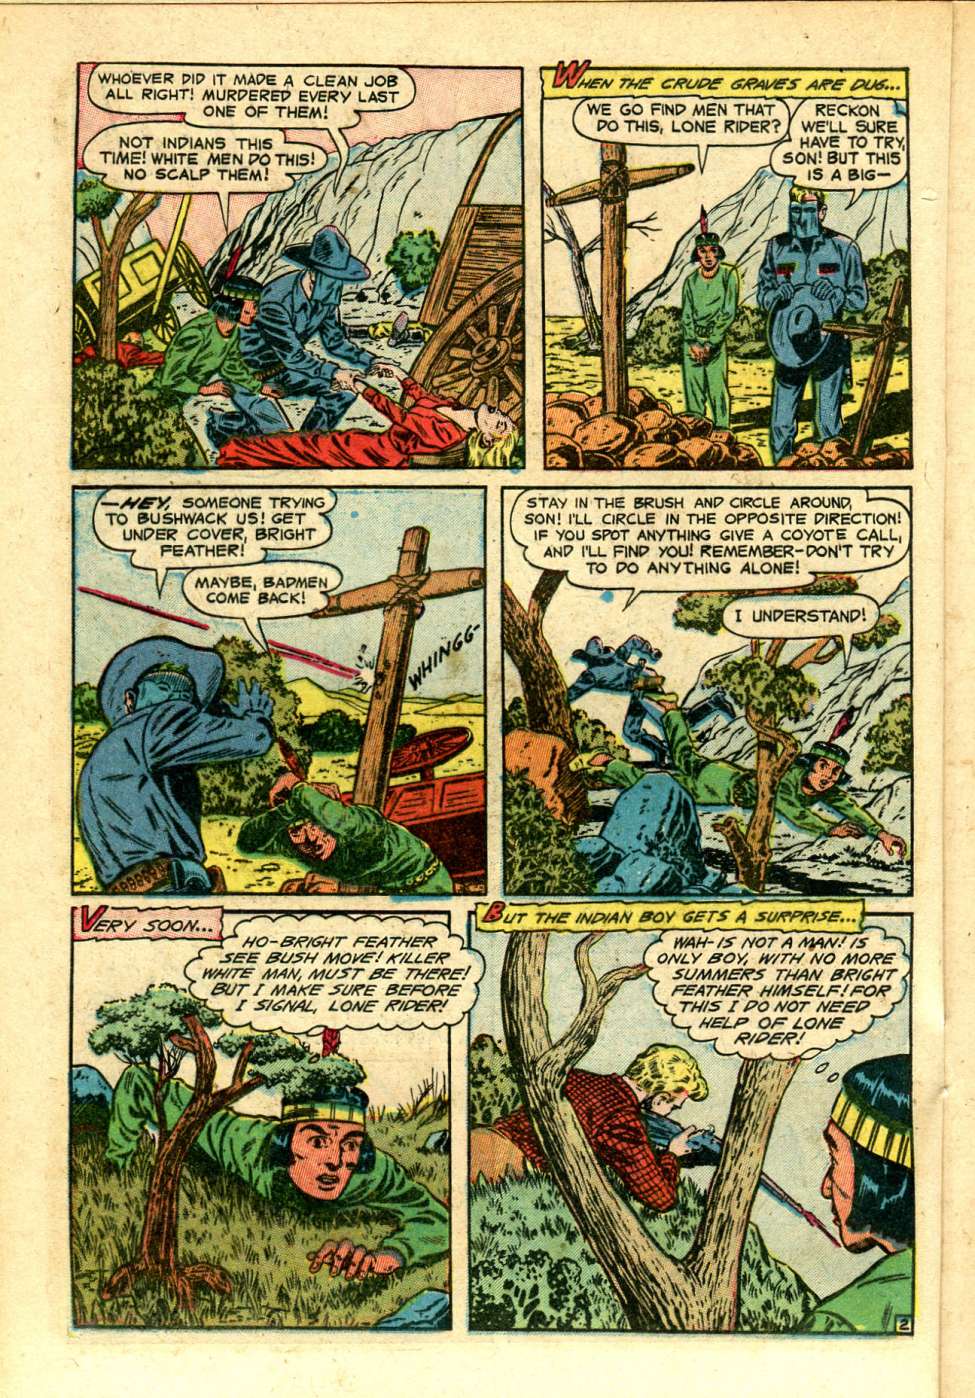 WHOEVER DID IT MADE A CLEAN JOB
ALL RIGHT! MURDERED EVERY LAST
ONE OF THEM!
NOT INDIANS THIS
TIME! WHITE MEN DO THIS!
NO SCALP THEM!
WHEN THE CRUDE GRAVES ARE DUG...
WE GO FIND MEN THAT
DO THIS, LONE RIDER?
RECKON
WE'LL SURE
HAVE TO TRY,
SON! BUT THIS
IS A BIG—
—HEY, SOMEONE TRYING
TO BUSHWACK US! GET
UNDER COVER, BRIGHT
FEATHER!
MAYBE, BADMEN
COME BACK!
WHINGG-
STAY IN THE BRUSH AND CIRCLE AROUND,
SON! I'LL CIRCLE IN THE OPPOSITE DIRECTION!
IF YOU SPOT ANYTHING GIVE A COYOTE CALL,
AND I'LL FIND YOU! REMEMBER-DON'T TRY
TO DO ANYTHING ALONE!
I UNDERSTAND!
VERY SOON...
HO-BRIGHT FEATHER
SEE BUSH MOVE! KILLER
WHITE MAN, MUST BE THERE!
BUT I MAKE SURE BEFORE
I SIGNAL, LONE RIDER!
BUT THE INDIAN BOY GETS A SURPRISE...
WAH-IS NOT A MAN! IS
ONLY BOY, WITH NO MORE
SUMMERS THAN BRIGHT
FEATHER HIMSELF! FOR
THIS I DO NOT NEED
HELP OF LONE
RIDER!
2